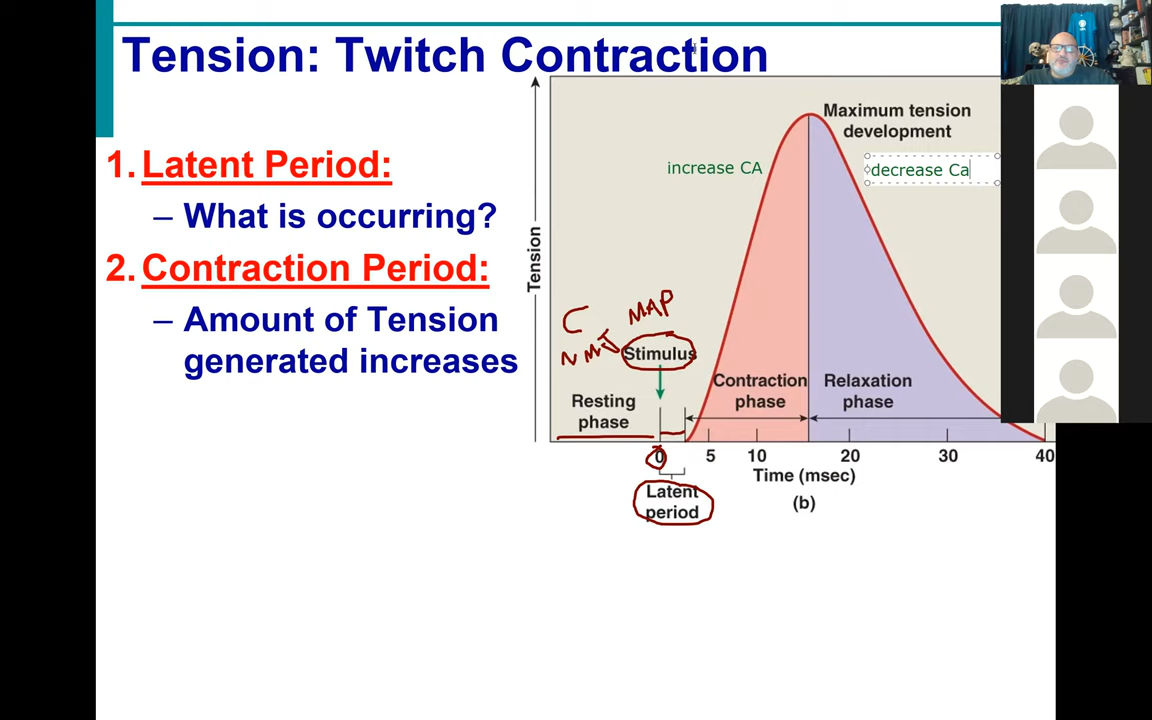 Tension: Twitch Contraction
1. Latent Period:
– What is occurring?
2. Contraction Period:
– Amount of Tension
generated increases
Tension
Maximum tension
development
increase CA
decrease Ca
C
MAP
NMJ
Stimulus
Resting
phase
Contraction
phase
Relaxation
phase
0 5 10 20 30 40
Time (msec)
Latent
period
(b)